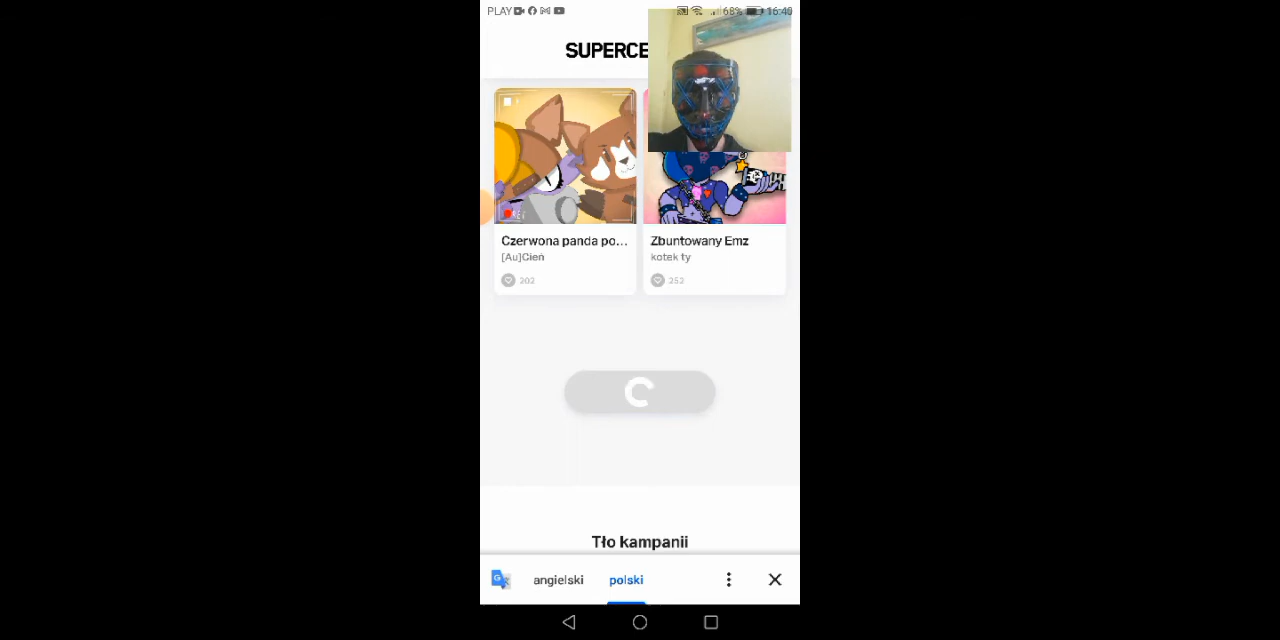 PLAY
68% 16:40
SUPERCE
Czerwona panda po...
[Au]Cień
202
Zbuntowany Emz
kotek ty
252
Tło kampanii
angielski
polski